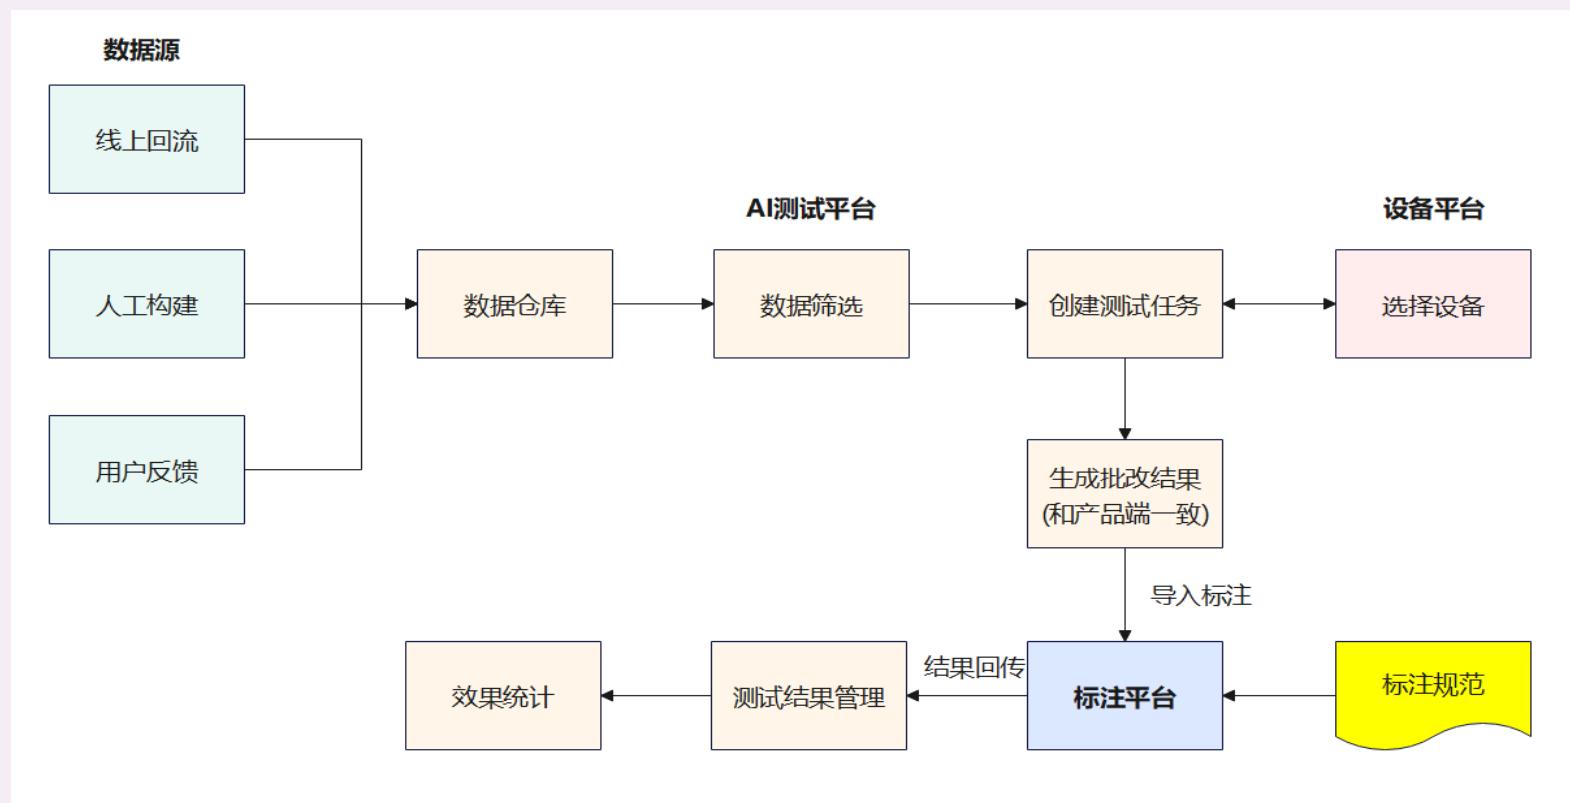 数据源
线上回流
AI测试平台
设备平台
人工构建
数据仓库
数据筛选
创建测试任务
选择设备
用户反馈
生成批改结果
(和产品端一致)
导入标注
效果统计
测试结果管理
结果回传
标注平台
标注规范